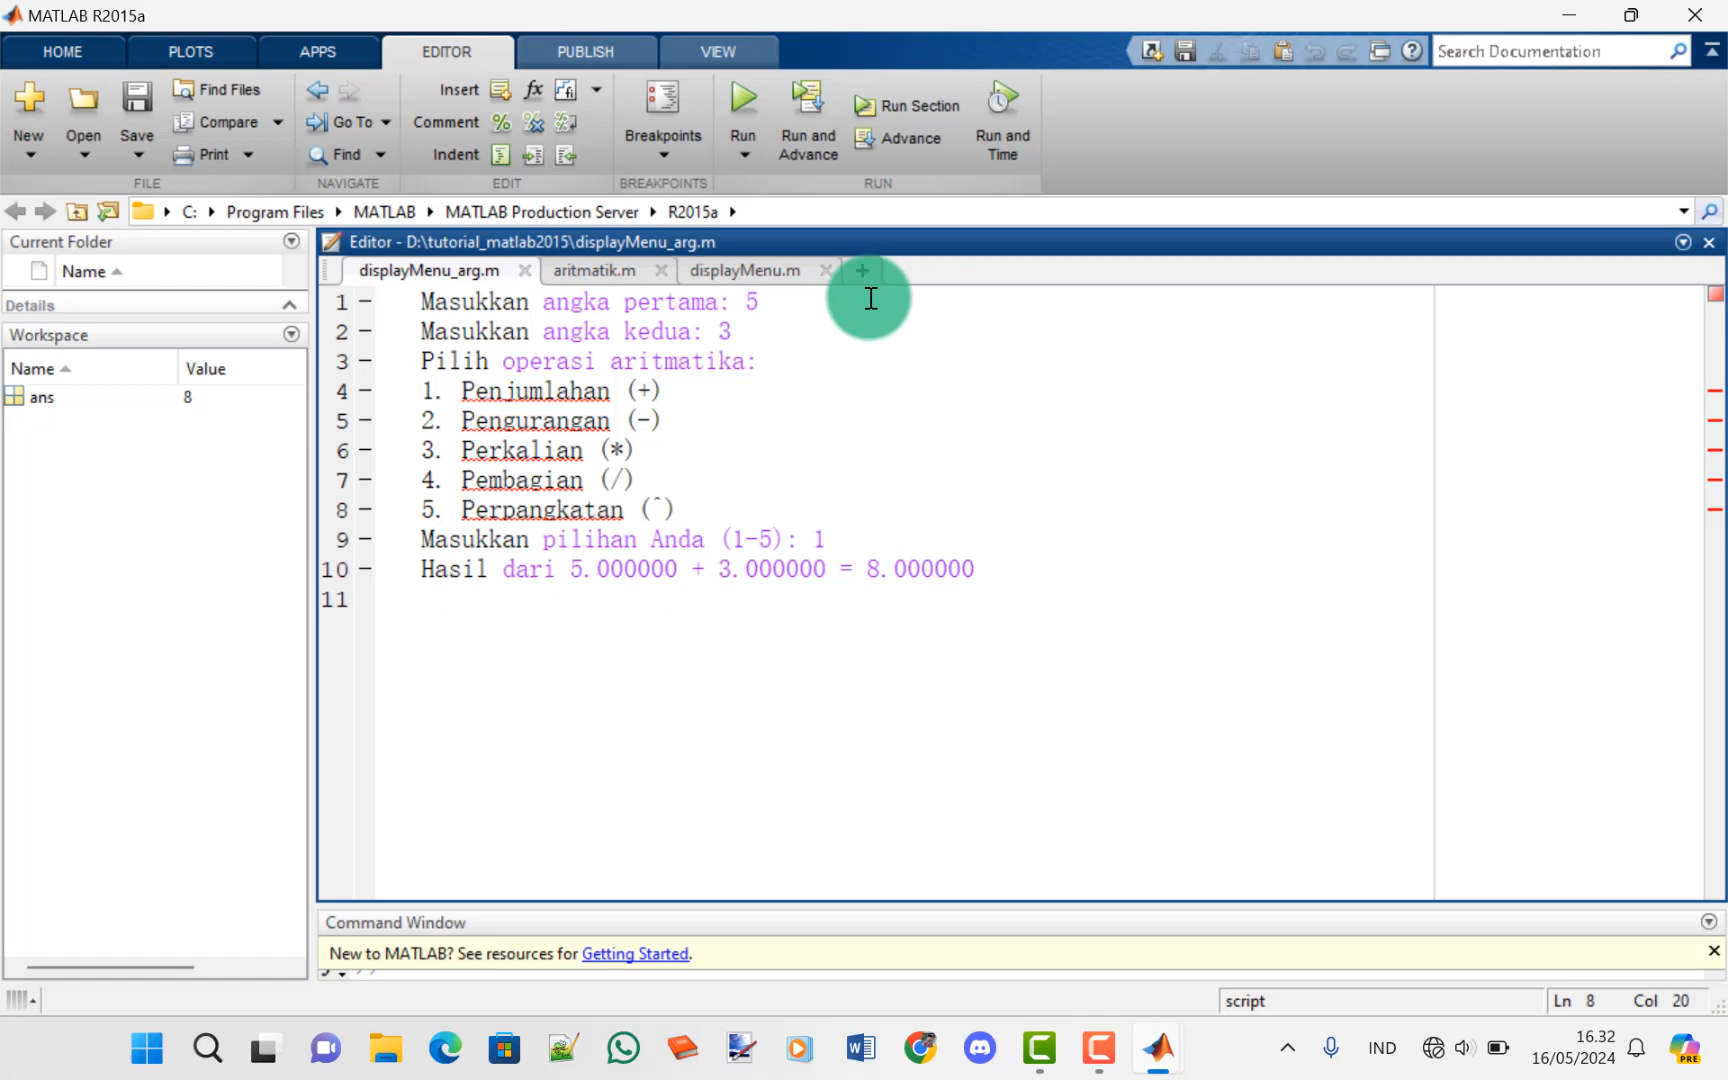 MATLAB R2015a
HOME PLOTS APPS EDITOR PUBLISH VIEW
Search Documentation
New Open Save Find Files Compare Print
Go To Find
Insert Comment Indent
Breakpoints
Run Run and Advance Run Section Advance Run and Time
FILE NAVIGATE EDIT BREAKPOINTS RUN
C: Program Files MATLAB MATLAB Production Server R2015a
Current Folder
Name
Details
Workspace
Name Value
ans 8
Editor - D:\tutorial_matlab2015\displayMenu_arg.m
displayMenu_arg.m aritmatik.m displayMenu.m
1 Masukkan angka pertama: 5
2 Masukkan angka kedua: 3
3 Pilih operasi aritmatika:
4 1. Penjumlahan (+)
5 2. Pengurangan (-)
6 3. Perkalian (*)
7 4. Pembagian (/)
8 5. Perpangkatan (^)
9 Masukkan pilihan Anda (1-5): 1
10 Hasil dari 5.000000 + 3.000000 = 8.000000
11
Command Window
New to MATLAB? See resources for Getting Started.
script Ln 8 Col 20
IND
16.32
16/05/2024
PRE